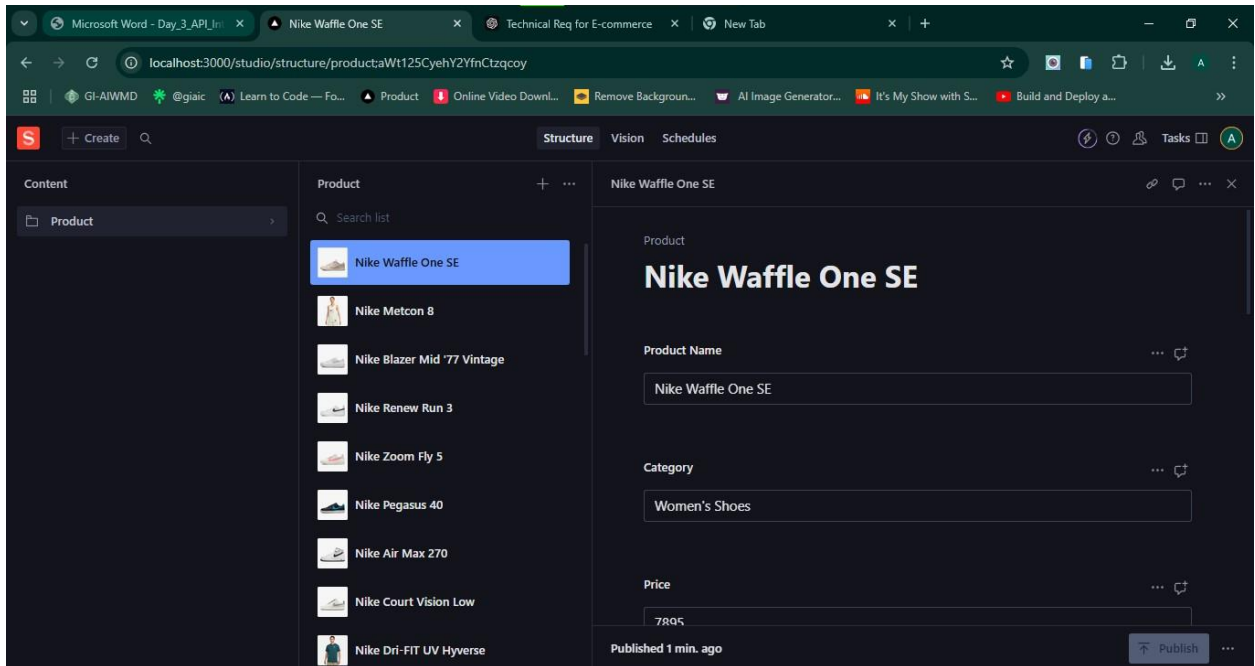 Microsoft Word - Day_3_API_Int
Nike Waffle One SE
Technical Req for E-commerce
New Tab
localhost:3000/studio/structure/product;aWt125CyehY2YfnCtzqcoy
A
GI-AIWMD
@giaic
Learn to Code — Fo...
Product
Online Video Downl...
Remove Backgroun...
AI Image Generator...
It's My Show with S...
Build and Deploy a...
S
+ Create
Structure
Vision
Schedules
Tasks
A
Content
Product
Product
Search list
Nike Waffle One SE
Nike Metcon 8
Nike Blazer Mid '77 Vintage
Nike Renew Run 3
Nike Zoom Fly 5
Nike Pegasus 40
Nike Air Max 270
Nike Court Vision Low
Nike Dri-FIT UV Hyverse
Nike Waffle One SE
Product
Nike Waffle One SE
Product Name
Nike Waffle One SE
Category
Women's Shoes
Price
7895
Published 1 min. ago
Publish